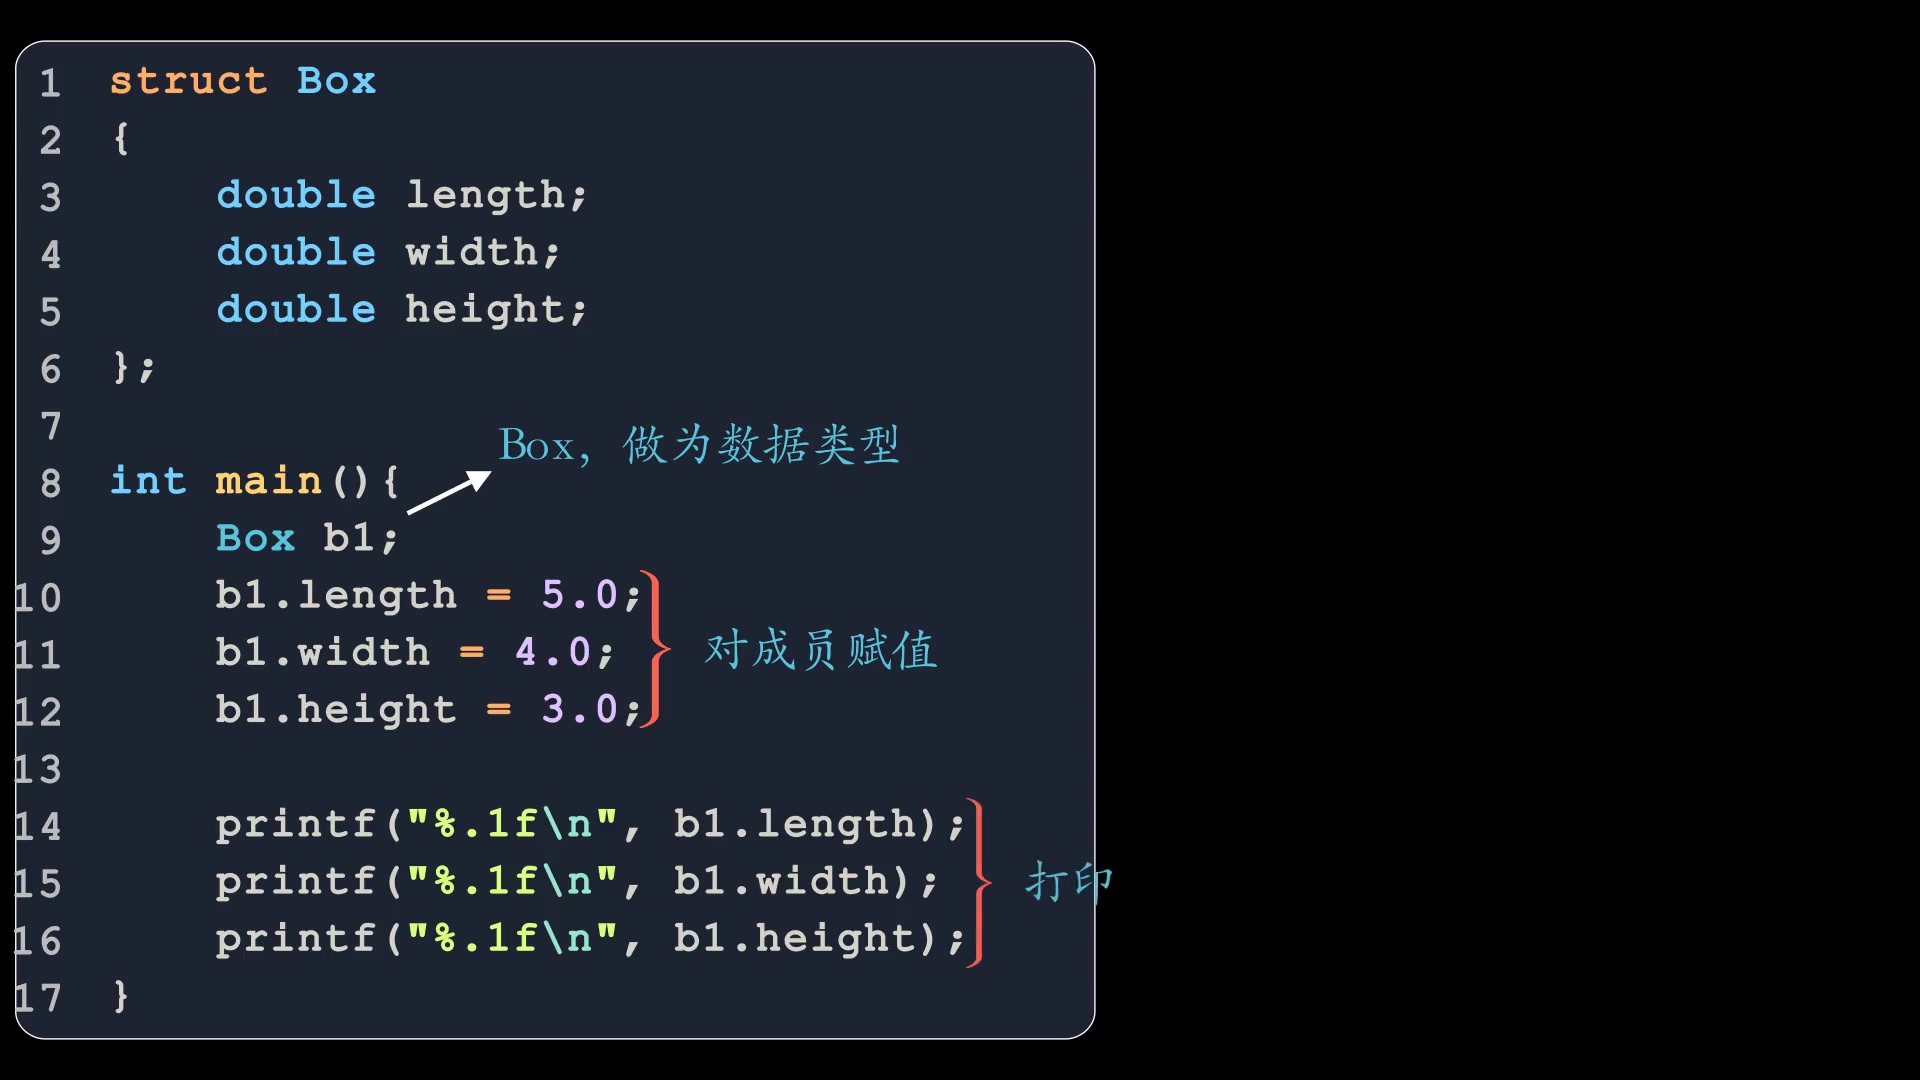 1 struct Box
2 {
3 double length;
4 double width;
5 double height;
6 };
7
Box, 做为数据类型
8 int main(){
9 Box b1;
10 b1.length = 5.0;
11 b1.width = 4.0; 对成员赋值
12 b1.height = 3.0;
13
14 printf("%.1f\n", b1.length);
15 printf("%.1f\n", b1.width); 打印
16 printf("%.1f\n", b1.height);
17 }